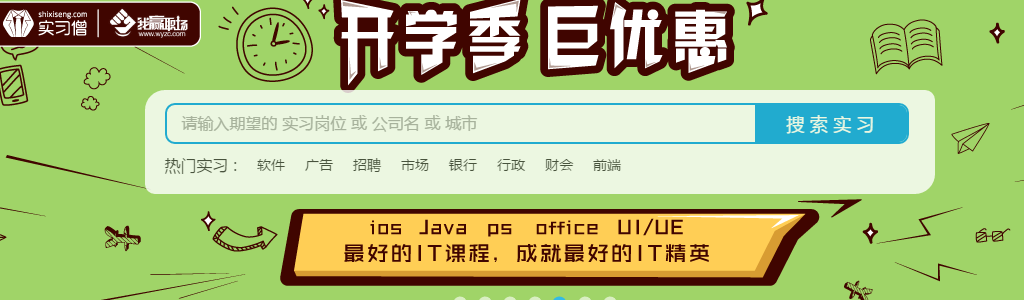 shixiseng.com
实习僧
我赢职场
www.wyzc.com
开学季 巨优惠
请输入期望的 实习岗位 或 公司名 或 城市
搜索实习
热门实习： 软件 广告 招聘 市场 银行 行政 财会 前端
ios Java ps office UI/UE
最好的IT课程，成就最好的IT精英